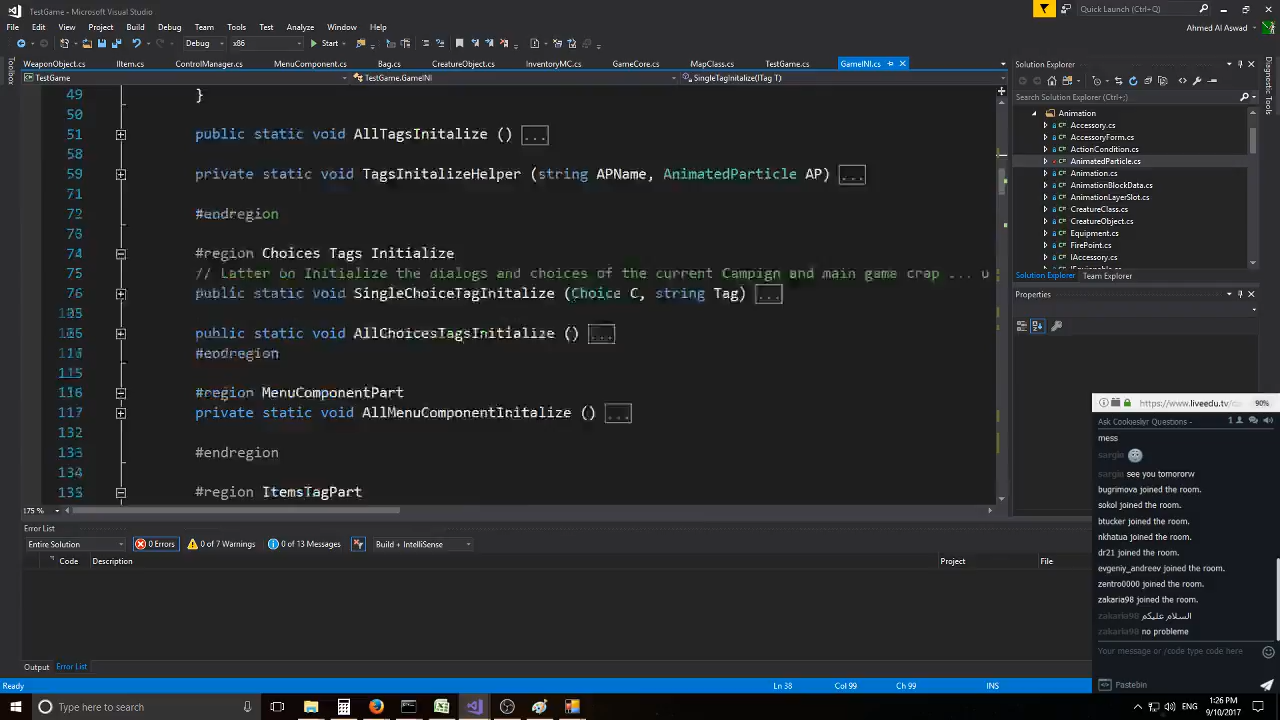 TestGame - Microsoft Visual Studio
Quick Launch (Ctrl+Q)
File Edit View Project Build Debug Team Tools Test Analyze Window Help
Ahmed Al Aswad
Debug x86 Start
WeaponObject.cs IItem.cs ControlManager.cs MenuComponent.cs Bag.cs CreatureObject.cs InventoryMC.cs GameCore.cs MapClass.cs TestGame.cs GameINI.cs
TestGame TestGame.GameINI SingleTagInitalize(ITag T)
Toolbox
Diagnostic Tools
49 }
50
51 public static void AllTagsInitalize () ...
58
59 private static void TagsInitalizeHelper (string APName, AnimatedParticle AP) ...
71
72 #endregion
73
74 #region Choices Tags Initialize
75 // Latter on Initialize the dialogs and choices of the current Campign and main game crap ... u
76 public static void SingleChoiceTagInitalize (Choice C, string Tag) ...
public static void AllChoicesTagsInitialize () ...
#endregion
115
116 #region MenuComponentPart
117 private static void AllMenuComponentInitalize () ...
132
133 #endregion
134
135 #region ItemsTagPart
175 %
Solution Explorer
Search Solution Explorer (Ctrl+;)
Animation
Accessory.cs
AccessoryForm.cs
ActionCondition.cs
AnimatedParticle.cs
Animation.cs
AnimationBlockData.cs
AnimationLayerSlot.cs
CreatureClass.cs
CreatureObject.cs
Equipment.cs
FirePoint.cs
Solution Explorer Team Explorer
Properties
Error List
Entire Solution 0 Errors 0 of 7 Warnings 0 of 13 Messages Build + IntelliSense
Code Description Project File
Output Error List
Ready Ln 38 Col 99 Ch 99 INS
https://www.liveedu.tv/ 90%
Ask Cookieslyr Questions - 1
mess
sargio
sargio see you tomororw
bugrimova joined the room.
sokol joined the room.
btucker joined the room.
nkhatua joined the room.
dr21 joined the room.
evgeniy_andreev joined the room.
zentro0000 joined the room.
zakaria98 joined the room.
zakaria98 السلام عليكم
zakaria98 no probleme
Your message or /code type code here
Pastebin
Type here to search
ENG
1:26 PM
9/10/2017